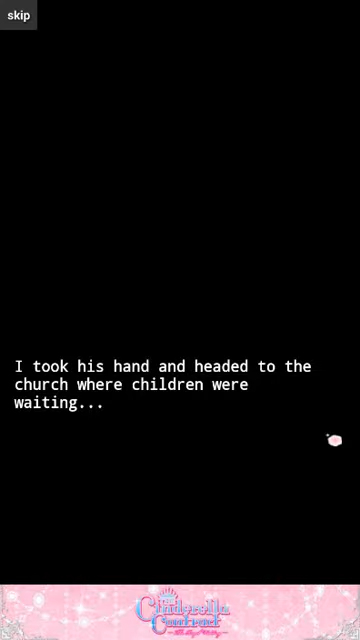 skip
I took his hand and headed to the
church where children were
waiting...
Cinderella
Contract